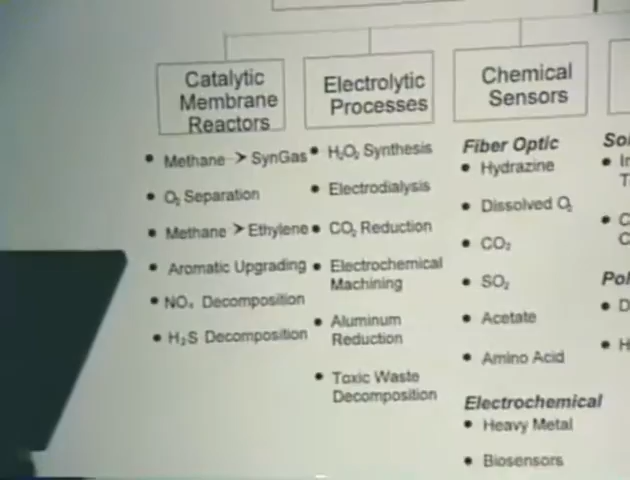 Catalytic
Membrane
Reactors
• Methane > SynGas
• O₂ Separation
• Methane > Ethylene
• Aromatic Upgrading
• NOₓ Decomposition
• H₂S Decomposition
Electrolytic
Processes
• H₂O₂ Synthesis
• Electrodialysis
• CO₂ Reduction
• Electrochemical
Machining
• Aluminum
Reduction
• Toxic Waste
Decomposition
Chemical
Sensors
Fiber Optic
• Hydrazine
• Dissolved O₂
• CO₂
• SO₂
• Acetate
• Amino Acid
Electrochemical
• Heavy Metal
• Biosensors